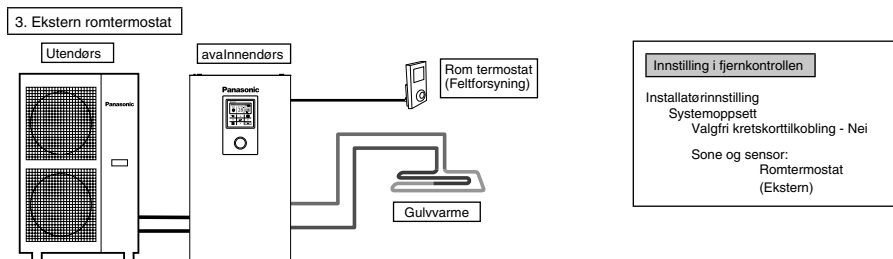 3. Ekstern romtermostat
Utendørs
avaInnendørs
Panasonic
Panasonic
Rom termostat
(Feltforsyning)
Gulvvarme
Innstilling i fjernkontrollen
Installatørinnstilling
Systemoppsett
Valgfri kretskorttilkobling - Nei
Sone og sensor:
Romtermostat
(Ekstern)